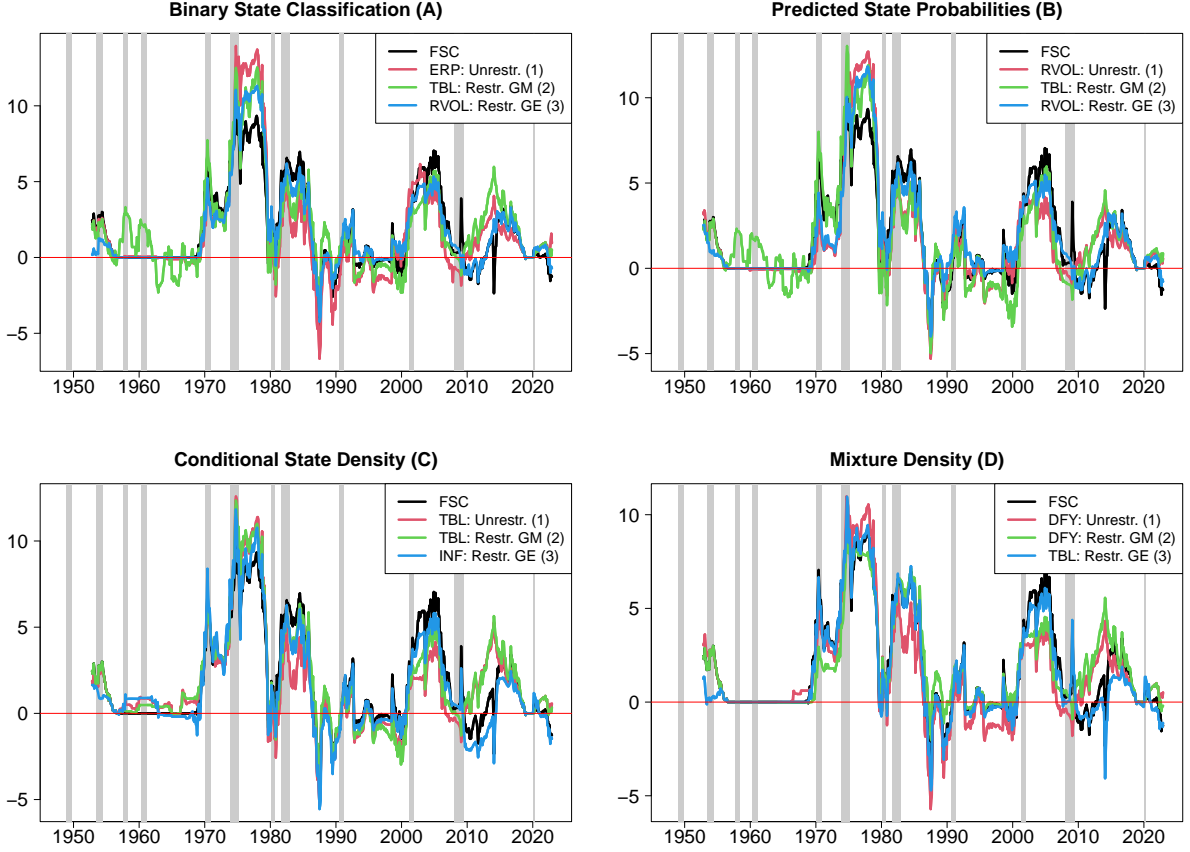 Binary State Classification (A)
FSC
ERP: Unrestr. (1)
TBL: Restr. GM (2)
RVOL: Restr. GE (3)
10
5
0
−5
1950 1960 1970 1980 1990 2000 2010 2020
Predicted State Probabilities (B)
FSC
RVOL: Unrestr. (1)
TBL: Restr. GM (2)
RVOL: Restr. GE (3)
10
5
0
−5
1950 1960 1970 1980 1990 2000 2010 2020
Conditional State Density (C)
FSC
TBL: Unrestr. (1)
TBL: Restr. GM (2)
INF: Restr. GE (3)
10
5
0
−5
1950 1960 1970 1980 1990 2000 2010 2020
Mixture Density (D)
FSC
DFY: Unrestr. (1)
DFY: Restr. GM (2)
TBL: Restr. GE (3)
10
5
0
−5
1950 1960 1970 1980 1990 2000 2010 2020